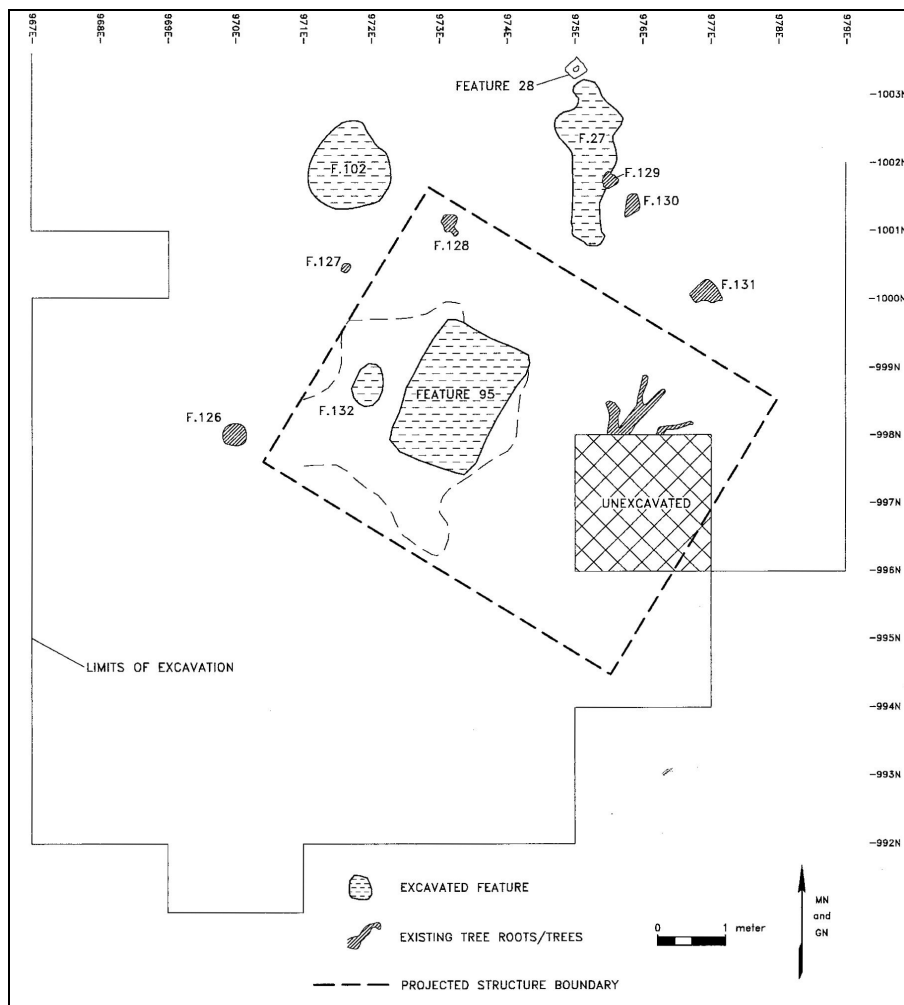 967E-
968E-
969E-
970E-
971E-
972E-
973E-
974E-
975E-
976E-
977E-
978E-
979E-
FEATURE 28
-1003N
F.27
F.102
-1002N
F.129
F.130
-1001N
F.128
F.127
F.131
-1000N
-999N
F.132
FEATURE 95
F.126
-998N
UNEXCAVATED
-997N
-996N
-995N
LIMITS OF EXCAVATION
-994N
-993N
-992N
EXCAVATED FEATURE
EXISTING TREE ROOTS/TREES
0 1 meter
MN
and
GN
PROJECTED STRUCTURE BOUNDARY